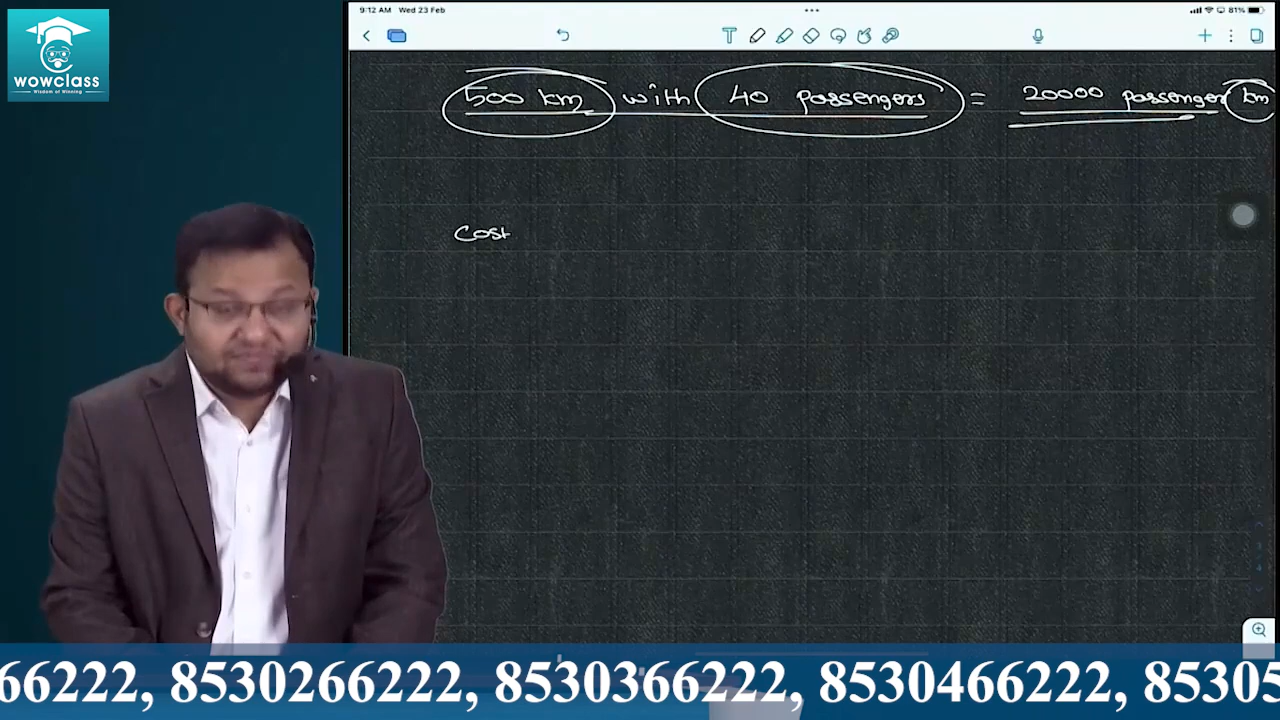 9:12 AM Wed 23 Feb
81%
wowclass
Wisdom of Winning
500 km with 40 passengers = 20000 passenger km
Cost
66222, 8530266222, 8530366222, 8530466222, 85305